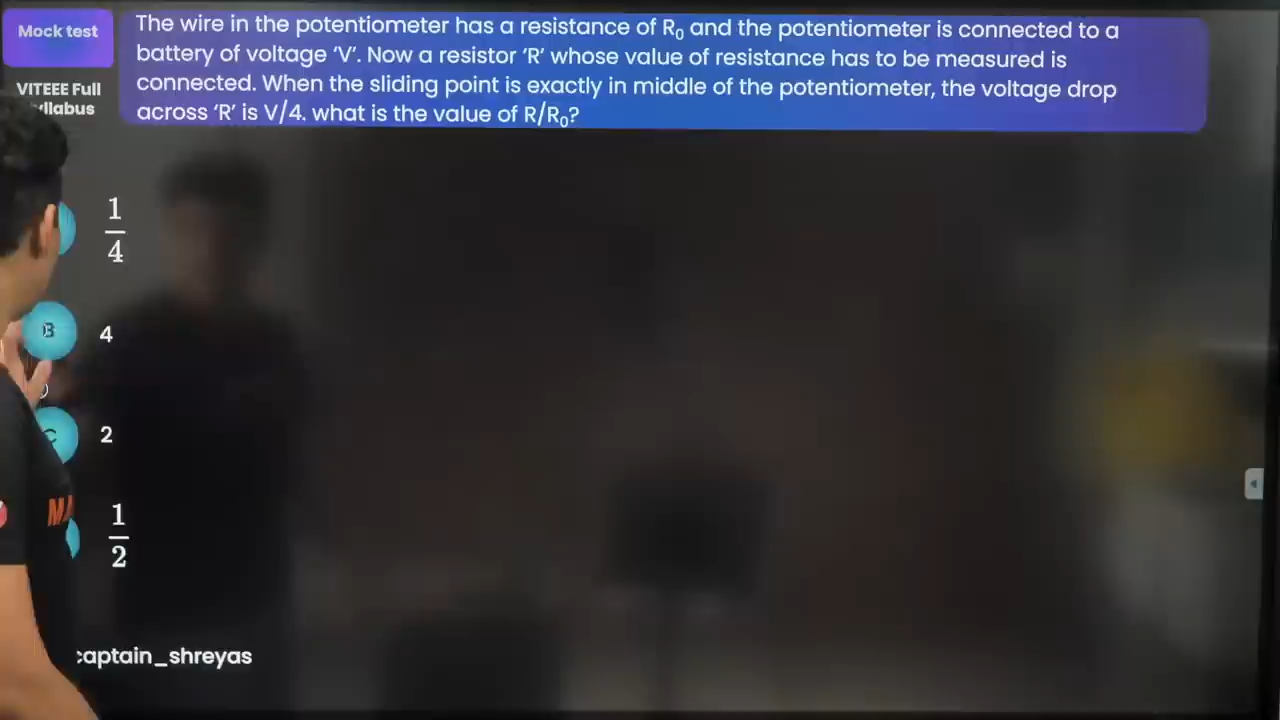 Mock test
The wire in the potentiometer has a resistance of R₀ and the potentiometer is connected to a
battery of voltage ‘V’. Now a resistor ‘R’ whose value of resistance has to be measured is
connected. When the sliding point is exactly in middle of the potentiometer, the voltage drop
across ‘R’ is V/4. what is the value of R/R₀?
VITEEE Full
yllabus
1
4
B 4
C 2
1
2
captain_shreyas